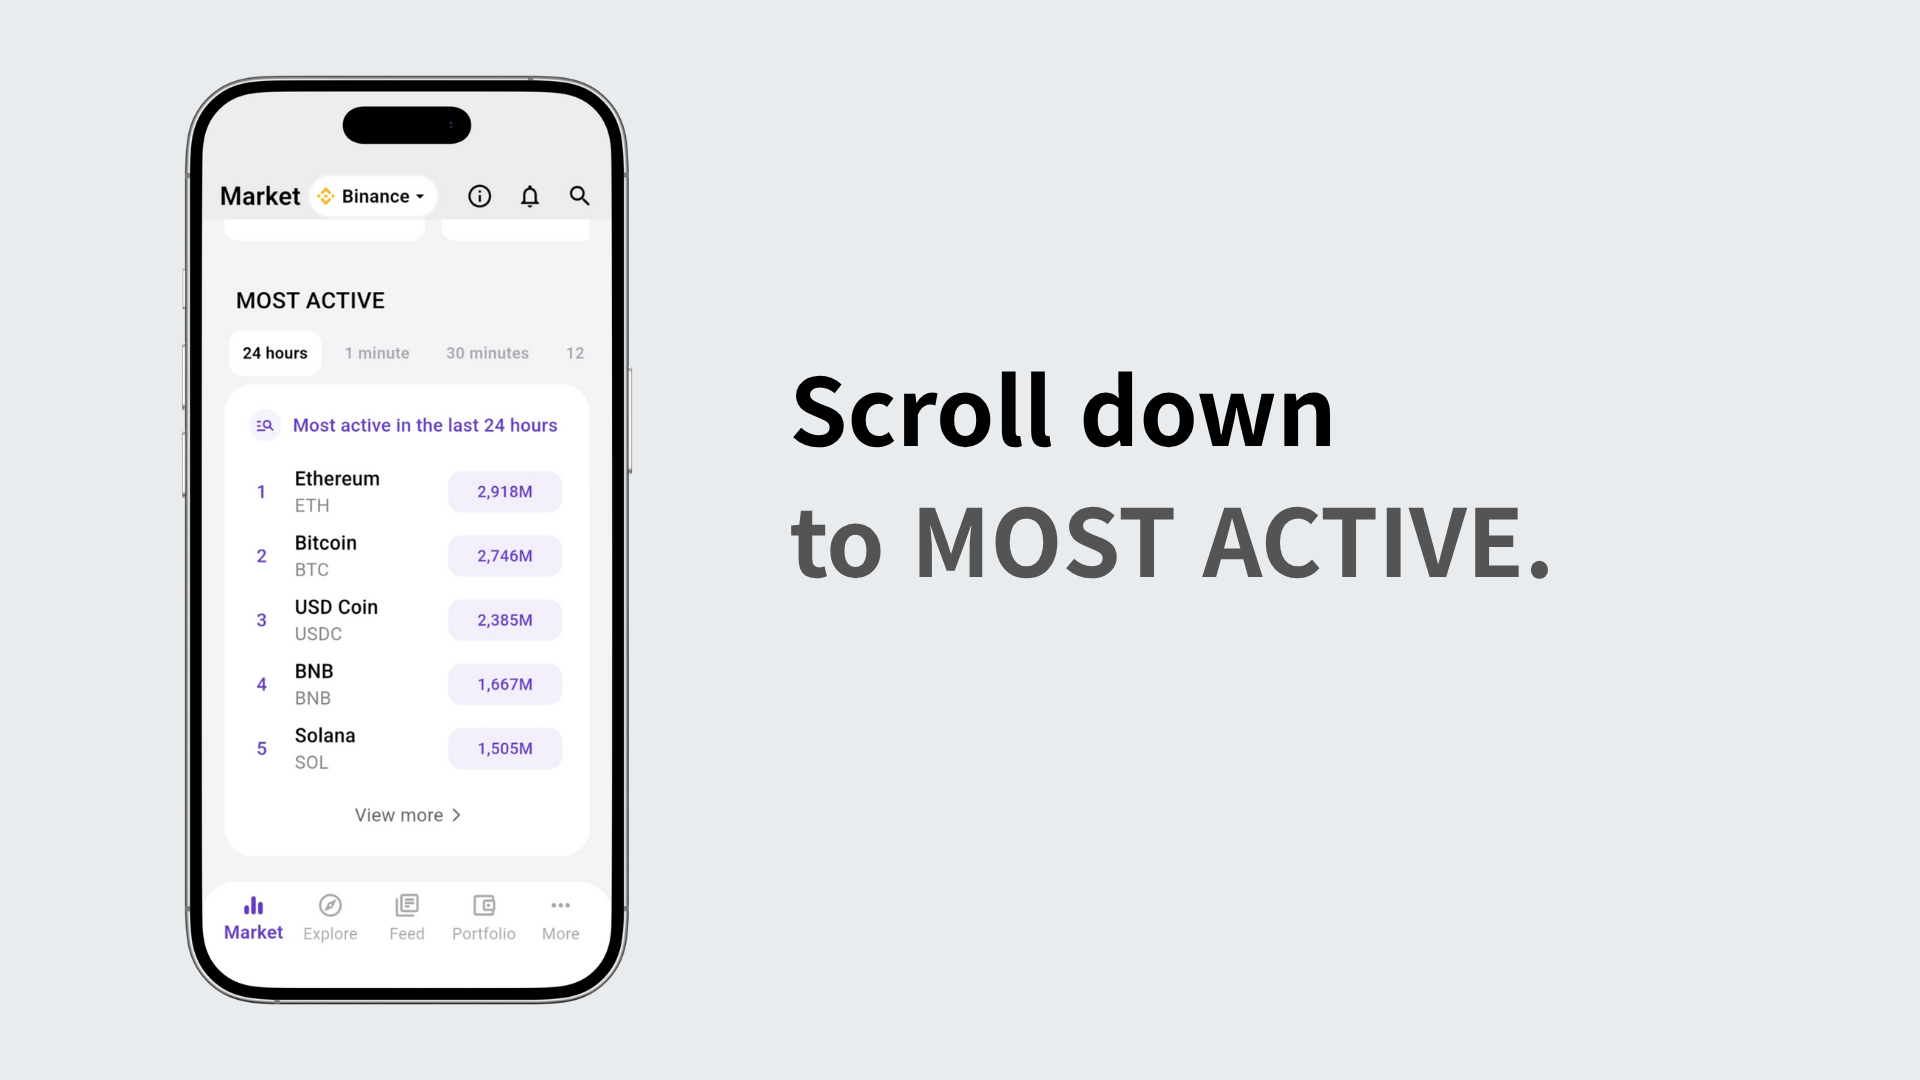 Market
Binance
MOST ACTIVE
24 hours
1 minute
30 minutes
12
Most active in the last 24 hours
1
Ethereum
ETH
2,918M
2
Bitcoin
BTC
2,746M
3
USD Coin
USDC
2,385M
4
BNB
BNB
1,667M
5
Solana
SOL
1,505M
View more
Market
Explore
Feed
Portfolio
More
Scroll down
to MOST ACTIVE.